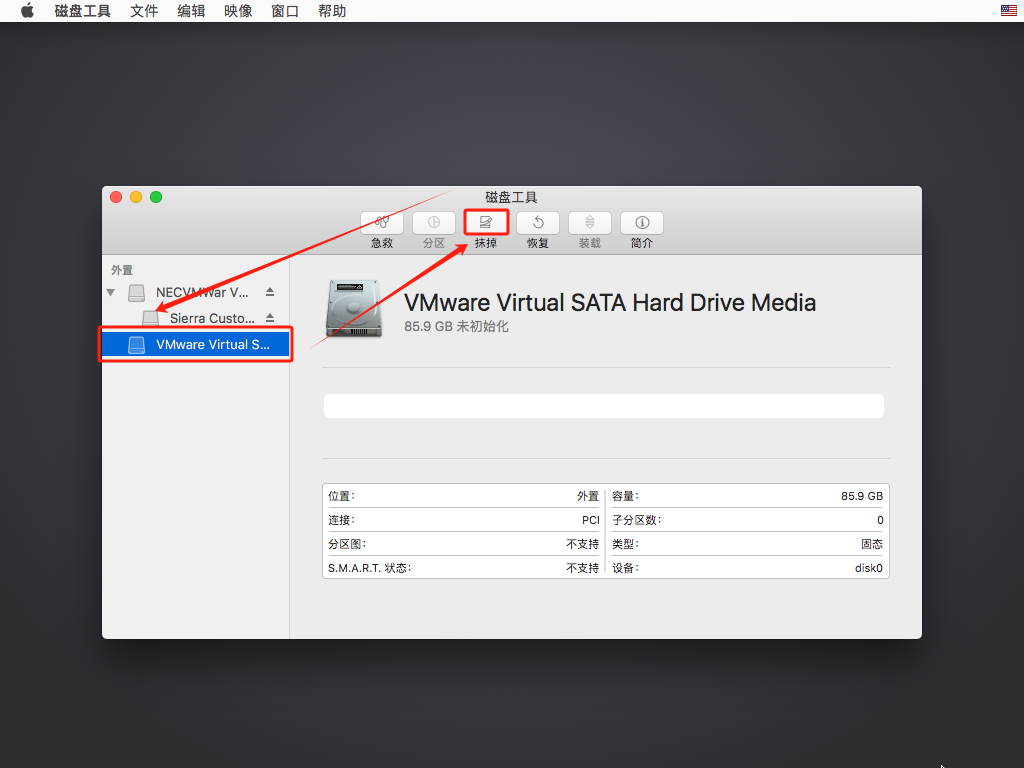 磁盘工具 文件 编辑 映像 窗口 帮助
磁盘工具
急救 分区 抹掉 恢复 装载 简介
外置
NECVMWar V...
Sierra Custo...
VMware Virtual S...
VMware Virtual SATA Hard Drive Media
85.9 GB 未初始化
位置： 外置 容量： 85.9 GB
连接： PCI 子分区数： 0
分区图： 不支持 类型： 固态
S.M.A.R.T. 状态： 不支持 设备： disk0